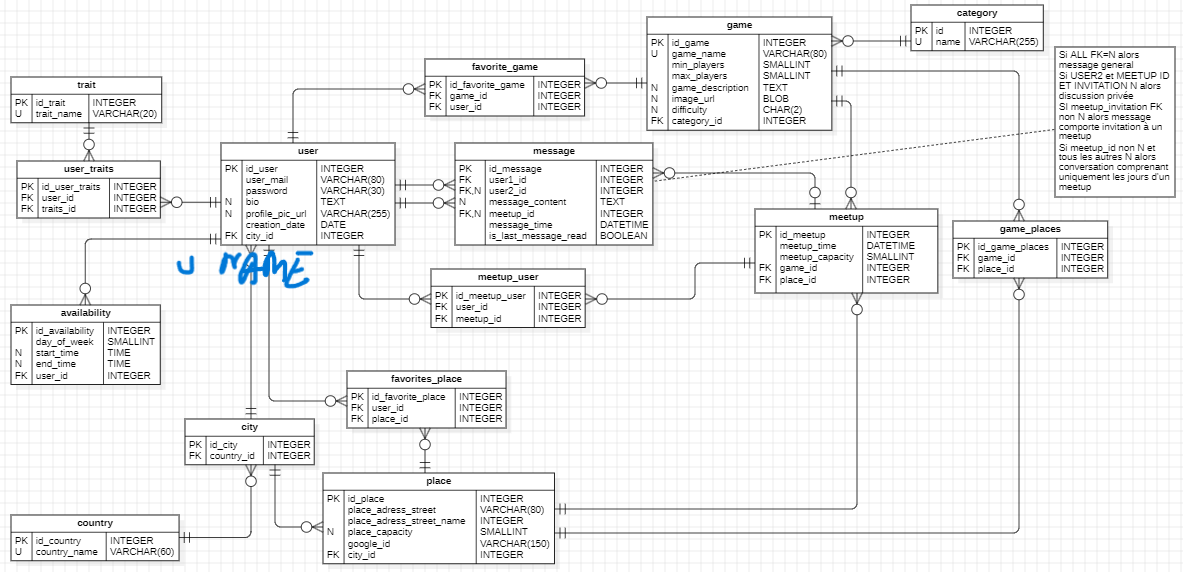 category
PK id INTEGER
U name VARCHAR(255)
game
PK id_game INTEGER
U game_name VARCHAR(80)
min_players SMALLINT
max_players SMALLINT
N game_description TEXT
N image_url BLOB
N difficulty CHAR(2)
FK category_id INTEGER
Si ALL FK=N alors
message general
Si USER2 et MEETUP ID
ET INVITATION N alors
discussion privée
SI meetup_invitation FK
non N alors message
comporte invitation à un
meetup
Si meetup_id non N et
tous les autres N alors
conversation comprenant
uniquement les jours d'un
meetup
favorite_game
PK id_favorite_game INTEGER
FK game_id INTEGER
FK user_id INTEGER
trait
PK id_trait INTEGER
U trait_name VARCHAR(20)
user_traits
PK id_user_traits INTEGER
FK user_id INTEGER
FK traits_id INTEGER
user
PK id_user INTEGER
user_mail VARCHAR(80)
password VARCHAR(30)
N bio TEXT
N profile_pic_url VARCHAR(255)
creation_date DATE
FK city_id INTEGER
U NAME
message
PK id_message INTEGER
FK user1_id INTEGER
FK,N user2_id INTEGER
N message_content TEXT
FK,N meetup_id INTEGER
message_time DATETIME
is_last_message_read BOOLEAN
meetup
PK id_meetup INTEGER
meetup_time DATETIME
meetup_capacity SMALLINT
FK game_id INTEGER
FK place_id INTEGER
game_places
PK id_game_places INTEGER
FK game_id INTEGER
FK place_id INTEGER
meetup_user
PK id_meetup_user INTEGER
FK user_id INTEGER
FK meetup_id INTEGER
availability
PK id_availability INTEGER
day_of_week SMALLINT
N start_time TIME
N end_time TIME
FK user_id INTEGER
favorites_place
PK id_favorite_place INTEGER
FK user_id INTEGER
FK place_id INTEGER
city
PK id_city INTEGER
FK country_id INTEGER
place
PK id_place INTEGER
place_adress_street VARCHAR(80)
place_adress_street_name INTEGER
N place_capacity SMALLINT
google_id VARCHAR(150)
FK city_id INTEGER
country
PK id_country INTEGER
U country_name VARCHAR(60)